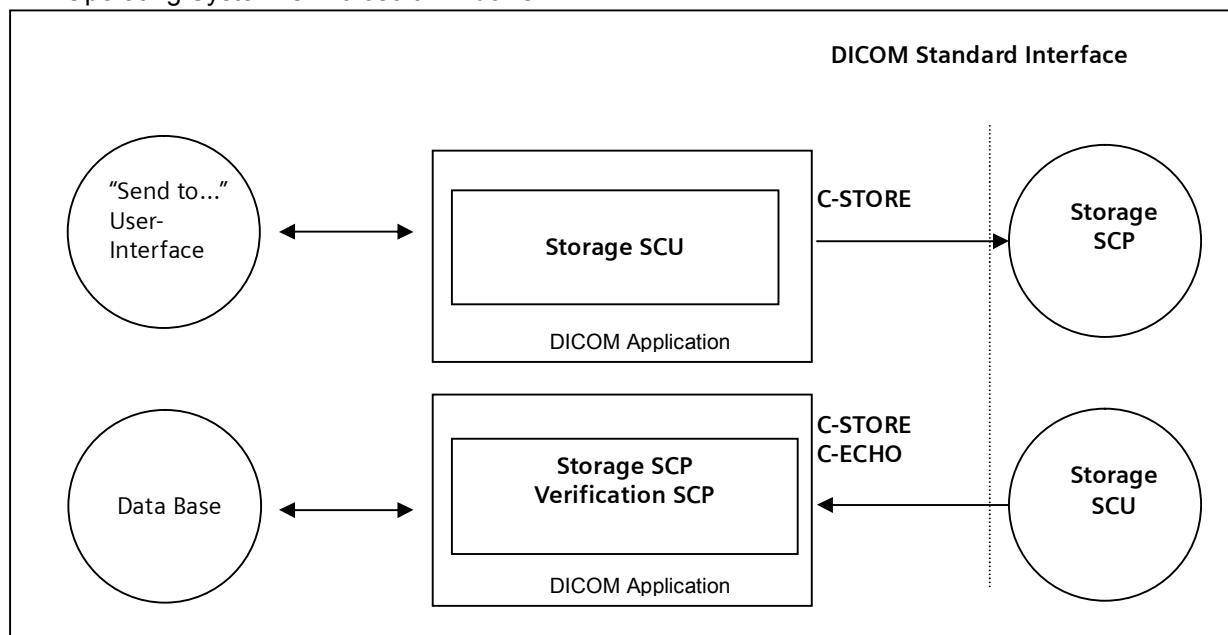 DICOM Standard Interface
“Send to...”
User-
Interface
Storage SCU
DICOM Application
C-STORE
Storage
SCP
Data Base
Storage SCP
Verification SCP
DICOM Application
C-STORE
C-ECHO
Storage
SCU